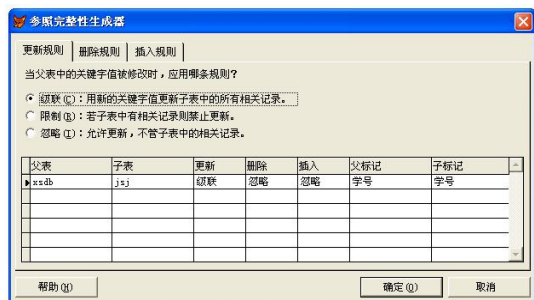 参照完整性生成器
更新规则 删除规则 插入规则
当父表中的关键字值被修改时，应用哪条规则?
级联(C)：用新的关键字值更新子表中的所有相关记录。
限制(R)：若子表中有相关记录则禁止更新。
忽略(I)：允许更新，不管子表中的相关记录。
父表 子表 更新 删除 插入 父标记 子标记
xsdb jsj 级联 忽略 忽略 学号 学号
帮助(H) 确定(O) 取消